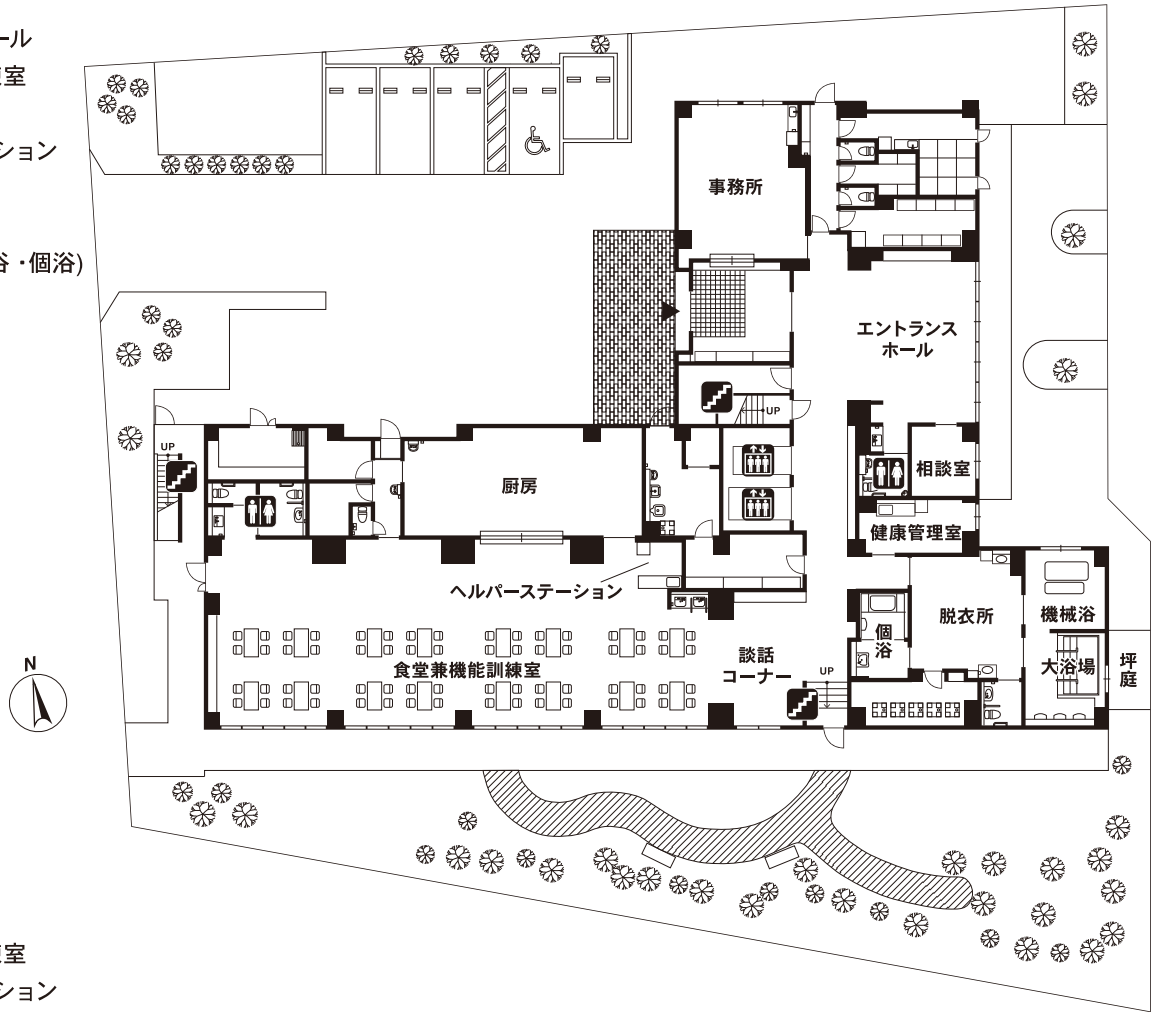 ール
室
ション
・個浴)
事務所
エントランス
ホール
UP
UP
相談室
厨房
健康管理室
ヘルパーステーション
脱衣所
機械浴
個
浴
談話
コーナー
大浴場
坪
庭
食堂兼機能訓練室
UP
N
室
ション